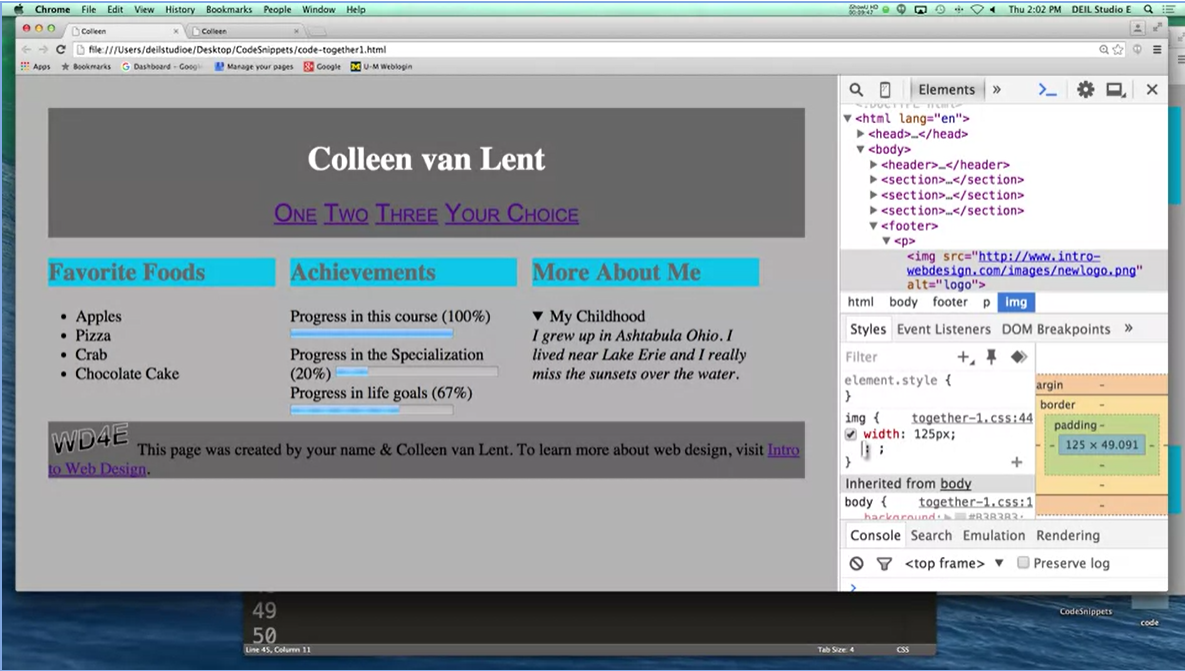 Chrome File Edit View History Bookmarks People Window Help
Thu 2:02 PM DEIL Studio E
Colleen
Colleen
file:///Users/deilstudioe/Desktop/CodeSnippets/code-together1.html
Apps Bookmarks Dashboard - Googl Manage your pages Google U-M Weblogin
Colleen van Lent
One Two Three Your Choice
Favorite Foods
Apples
Pizza
Crab
Chocolate Cake
Achievements
Progress in this course (100%)
Progress in the Specialization
(20%)
Progress in life goals (67%)
More About Me
▼ My Childhood
I grew up in Ashtabula Ohio. I
lived near Lake Erie and I really
miss the sunsets over the water.
WD4E This page was created by your name & Colleen van Lent. To learn more about web design, visit Intro
to Web Design.
Elements »
<!DOCTYPE html>
▼<html lang="en">
▶<head>…</head>
▼<body>
▶<header>…</header>
▶<section>…</section>
▶<section>…</section>
▶<section>…</section>
▼<footer>
▼<p>
<img src="http://www.intro-
webdesign.com/images/newlogo.png"
alt="logo">
html body footer p img
Styles Event Listeners DOM Breakpoints »
Filter
element.style {
}
img { together-1.css:44
width: 125px;
: ;
}
Inherited from body
body { together-1.css:1
background: #B3B3B3;
argin -
border -
padding -
- - 125 × 49.091 - -
-
-
-
Console Search Emulation Rendering
<top frame> ▼ Preserve log
>
49
50
Line 45, Column 11 Tab Size: 4 CSS
CodeSnippets
code